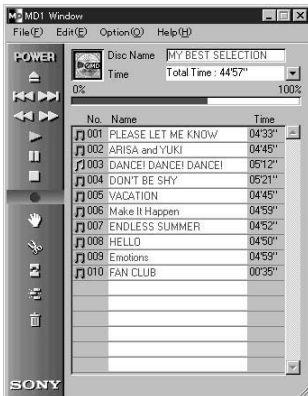 MD1 Window
File(F) Edit(E) Option(O) Help(H)
POWER
Disc Name MY BEST SELECTION
Time Total Time : 44'57"
0% 100%
No. Name Time
001 PLEASE LET ME KNOW 04'33"
002 ARISA and YUKI 04'45"
003 DANCE! DANCE! DANCE! 05'12"
004 DON'T BE SHY 05'21"
005 VACATION 04'45"
006 Make It Happen 04'59"
007 ENDLESS SUMMER 04'52"
008 HELLO 04'50"
009 Emotions 04'59"
010 FAN CLUB 00'35"
SONY